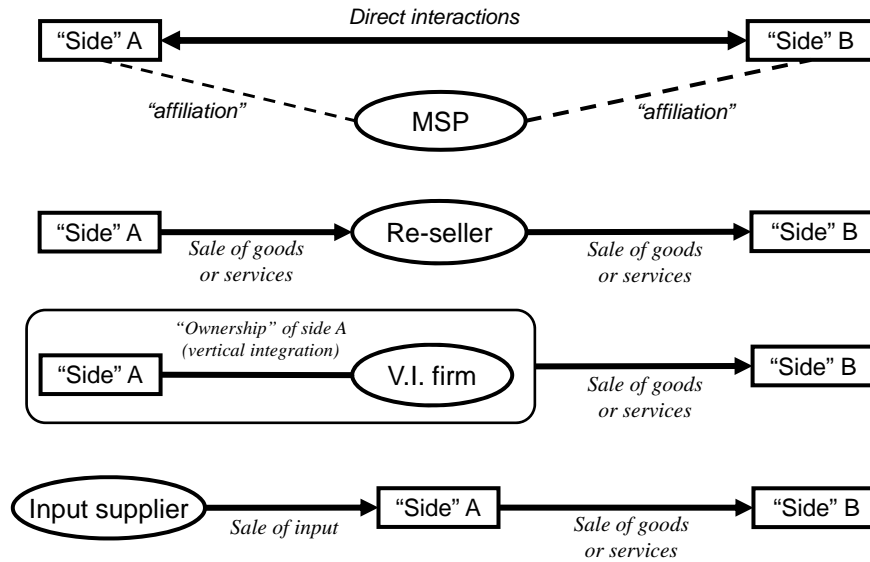 Direct interactions
“Side” A
“Side” B
“affiliation”
MSP
“affiliation”
“Side” A
Re-seller
“Side” B
Sale of goods
or services
Sale of goods
or services
“Ownership” of side A
(vertical integration)
“Side” A
V.I. firm
“Side” B
Sale of goods
or services
Input supplier
“Side” A
“Side” B
Sale of input
Sale of goods
or services